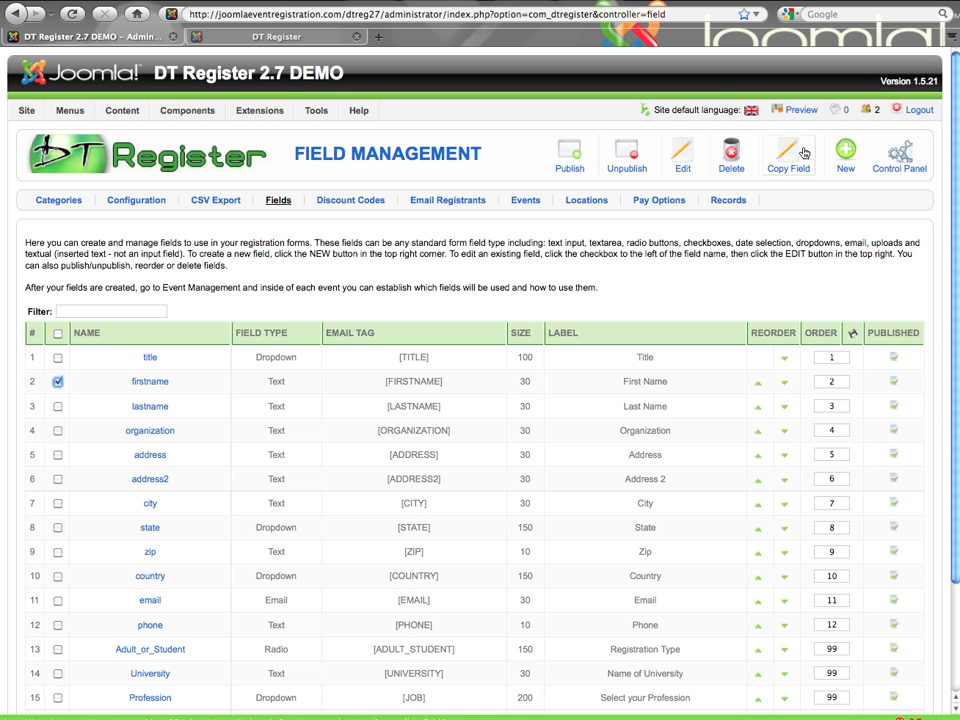 http://joomlaeventregistration.com/dtreg27/administrator/index.php?option=com_dtregister&controller=field
Google
DT Register 2.7 DEMO – Admin...
DT Register
Joomla!
Joomla! DT Register 2.7 DEMO
Version 1.5.21
Site Menus Content Components Extensions Tools Help
Site default language: Preview 0 2 Logout
DT Register FIELD MANAGEMENT
Publish Unpublish Edit Delete Copy Field New Control Panel
Categories Configuration CSV Export Fields Discount Codes Email Registrants Events Locations Pay Options Records
Here you can create and manage fields to use in your registration forms. These fields can be any standard form field type including: text input, textarea, radio buttons, checkboxes, date selection, dropdowns, email, uploads and
textual (inserted text - not an input field). To create a new field, click the NEW button in the top right corner. To edit an existing field, click the checkbox to the left of the field name, then click the EDIT button in the top right. You
can also publish/unpublish, reorder or delete fields.
After your fields are created, go to Event Management and inside of each event you can establish which fields will be used and how to use them.
Filter:
# NAME FIELD TYPE EMAIL TAG SIZE LABEL REORDER ORDER PUBLISHED
1 title Dropdown [TITLE] 100 Title 1
2 firstname Text [FIRSTNAME] 30 First Name 2
3 lastname Text [LASTNAME] 30 Last Name 3
4 organization Text [ORGANIZATION] 30 Organization 4
5 address Text [ADDRESS] 30 Address 5
6 address2 Text [ADDRESS2] 30 Address 2 6
7 city Text [CITY] 30 City 7
8 state Dropdown [STATE] 150 State 8
9 zip Text [ZIP] 10 Zip 9
10 country Dropdown [COUNTRY] 150 Country 10
11 email Email [EMAIL] 30 Email 11
12 phone Text [PHONE] 10 Phone 12
13 Adult_or_Student Radio [ADULT_STUDENT] 150 Registration Type 99
14 University Text [UNIVERSITY] 30 Name of University 99
15 Profession Dropdown [JOB] 200 Select your Profession 99